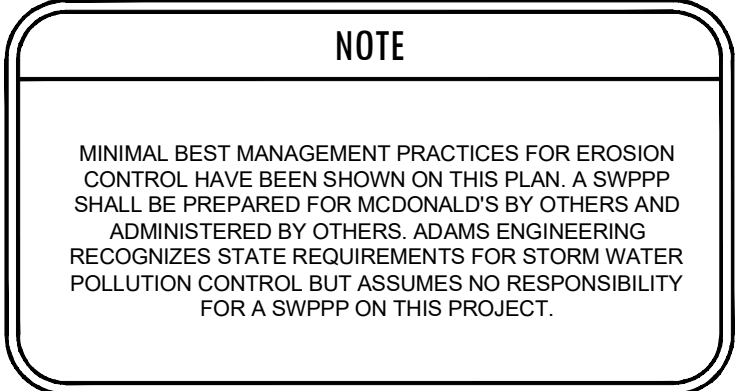 NOTE
MINIMAL BEST MANAGEMENT PRACTICES FOR EROSION
CONTROL HAVE BEEN SHOWN ON THIS PLAN. A SWPPP
SHALL BE PREPARED FOR MCDONALD'S BY OTHERS AND
ADMINISTERED BY OTHERS. ADAMS ENGINEERING
RECOGNIZES STATE REQUIREMENTS FOR STORM WATER
POLLUTION CONTROL BUT ASSUMES NO RESPONSIBILITY
FOR A SWPPP ON THIS PROJECT.